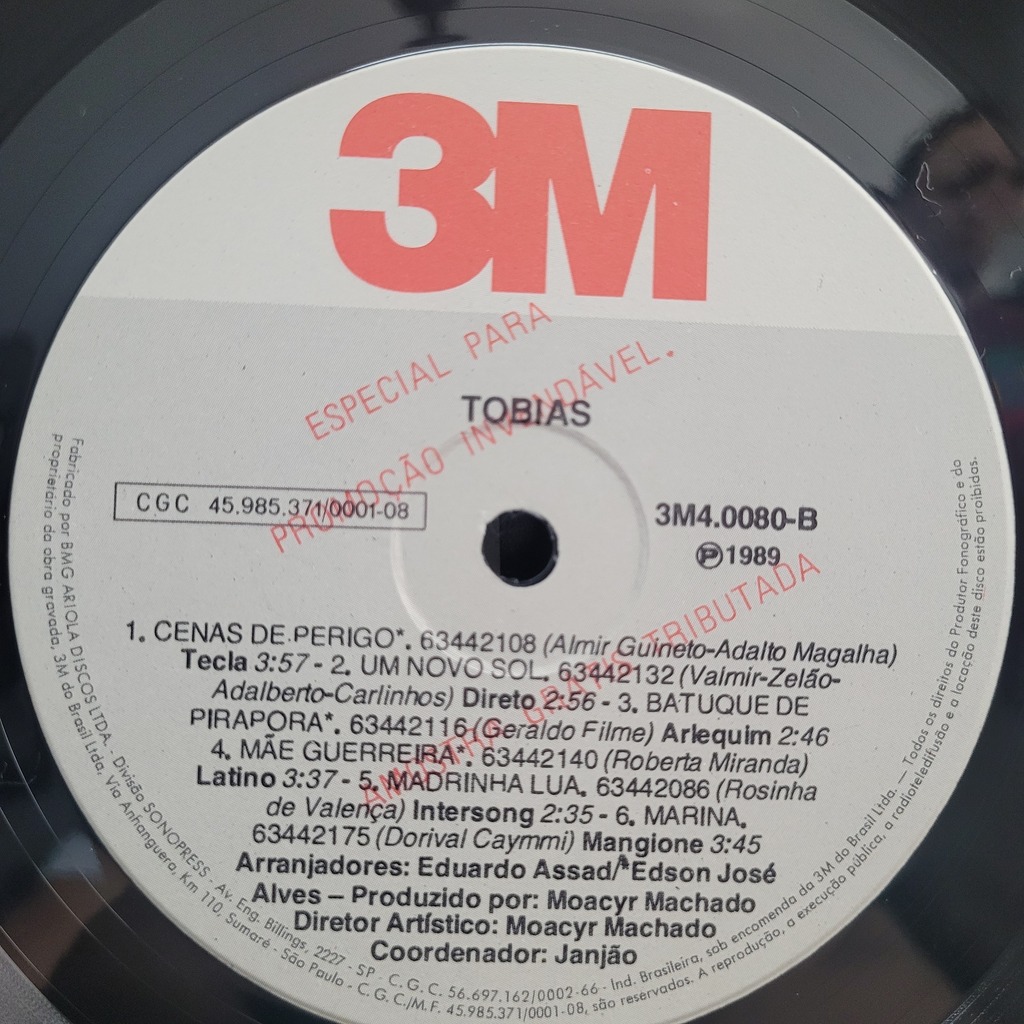 3M
ESPECIAL PARA
PROMOÇÃO INVENDÁVEL.
AMOSTRA GRATIS TRIBUTADA
TOBIAS
CGC 45.985.371/0001-08
3M4.0080-B
Ⓟ1989
1. CENAS DE PERIGO*. 63442108 (Almir Guineto-Adalto Magalha)
Tecla 3:57 - 2. UM NOVO SOL. 63442132 (Valmir-Zelão-
Adalberto-Carlinhos) Direto 2:56 - 3. BATUQUE DE
PIRAPORA*. 63442116 (Geraldo Filme) Arlequim 2:46
4. MÃE GUERREIRA*. 63442140 (Roberta Miranda)
Latino 3:37 - 5. MADRINHA LUA. 63442086 (Rosinha
de Valença) Intersong 2:35 - 6. MARINA.
63442175 (Dorival Caymmi) Mangione 3:45
Arranjadores: Eduardo Assad/*Edson José
Alves – Produzido por: Moacyr Machado
Diretor Artístico: Moacyr Machado
Coordenador: Janjão
Fabricado por BMG ARIOLA DISCOS LTDA. - Divisão SONOPRESS - Av. Eng. Billings, 2227 - SP - C.G.C. 56.697.162/0002-66 - Ind. Brasileira, sob encomenda da 3M do Brasil Ltda. — Todos os direitos do Produtor Fonográfico e do
proprietário da obra gravada, 3M do Brasil Ltda. Via Anhanguera, Km 110, Sumaré - São Paulo - C.G.C./M.F. 45.985.371/0001-08, são reservados. A reprodução, a execução pública, a radioteledifusão e a locação deste disco estão proibidas.